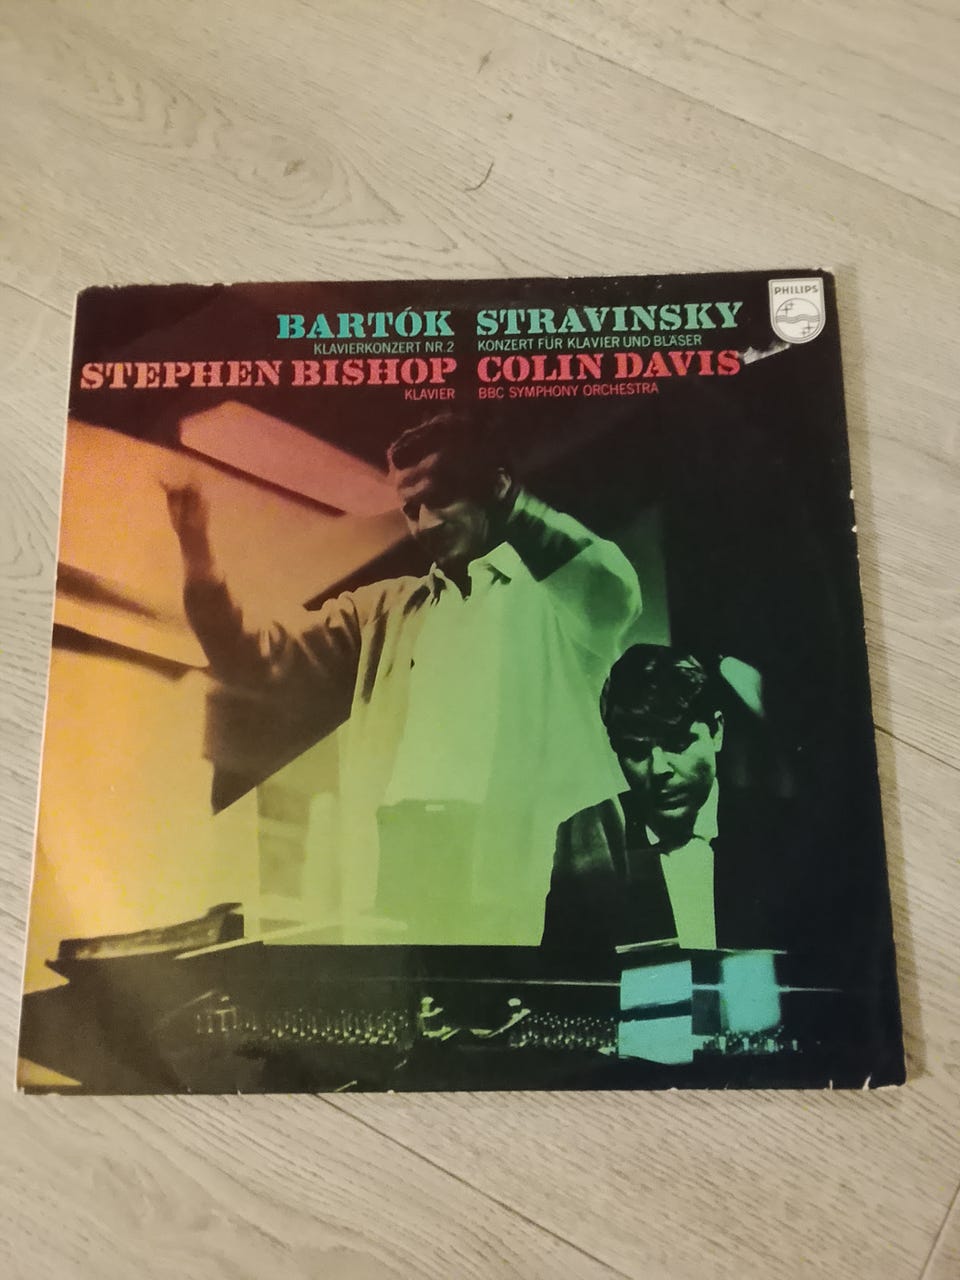 PHILIPS
BARTÓK STRAVINSKY
KLAVIERKONZERT NR.2 KONZERT FÜR KLAVIER UND BLÄSER
STEPHEN BISHOP COLIN DAVIS
KLAVIER BBC SYMPHONY ORCHESTRA